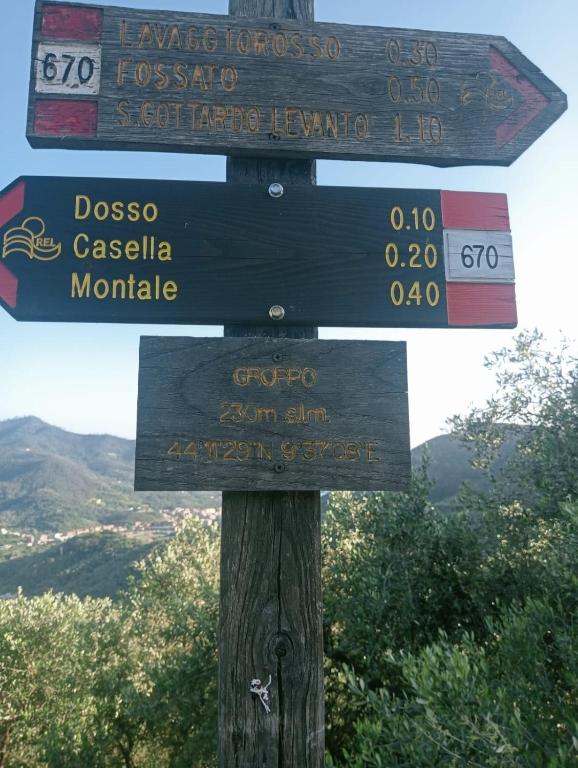 LAVAGGIOROSSO 0.30
670 FOSSATO 0.50
S.GOTTARDO LEVANTO 1.10
Dosso 0.10
REL Casella 0.20 670
Montale 0.40
GROPPO
230m s.l.m.
44°11'29"N 9°37'06"E